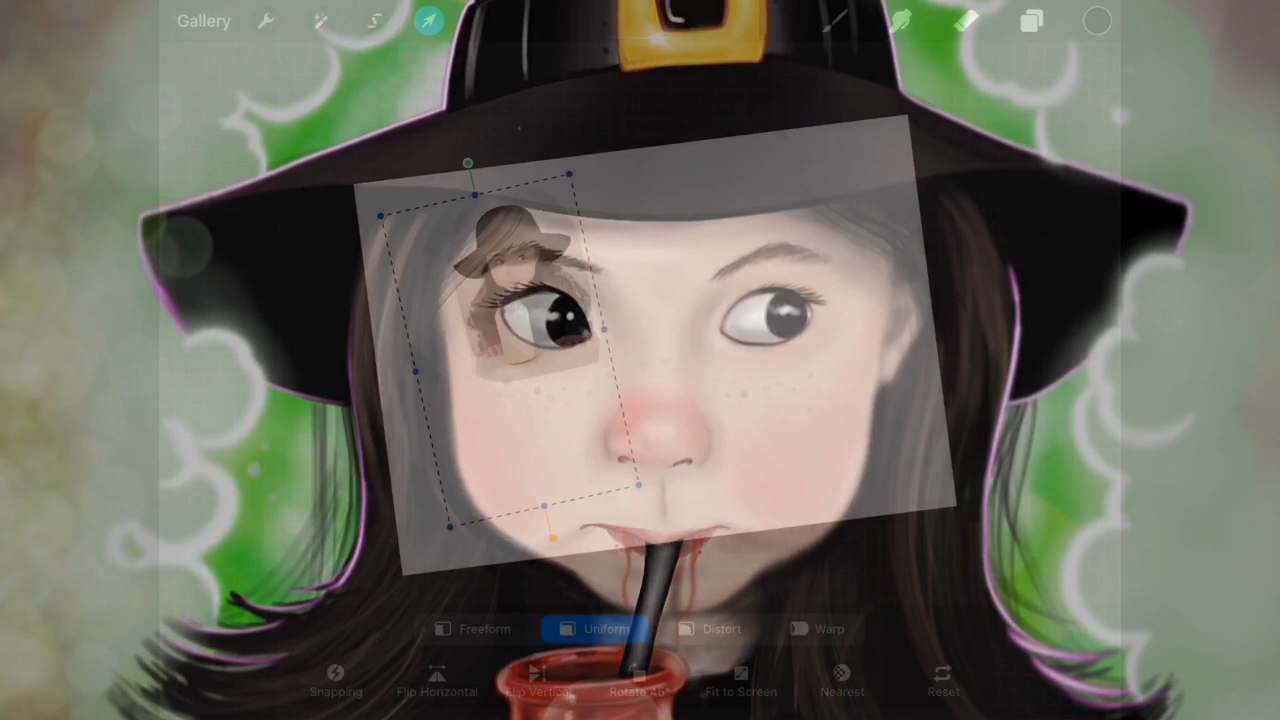 Gallery
Freeform
Uniform
Distort
Warp
Snapping
Flip Horizontal
Flip Vertical
Rotate 45°
Fit to Screen
Nearest
Reset